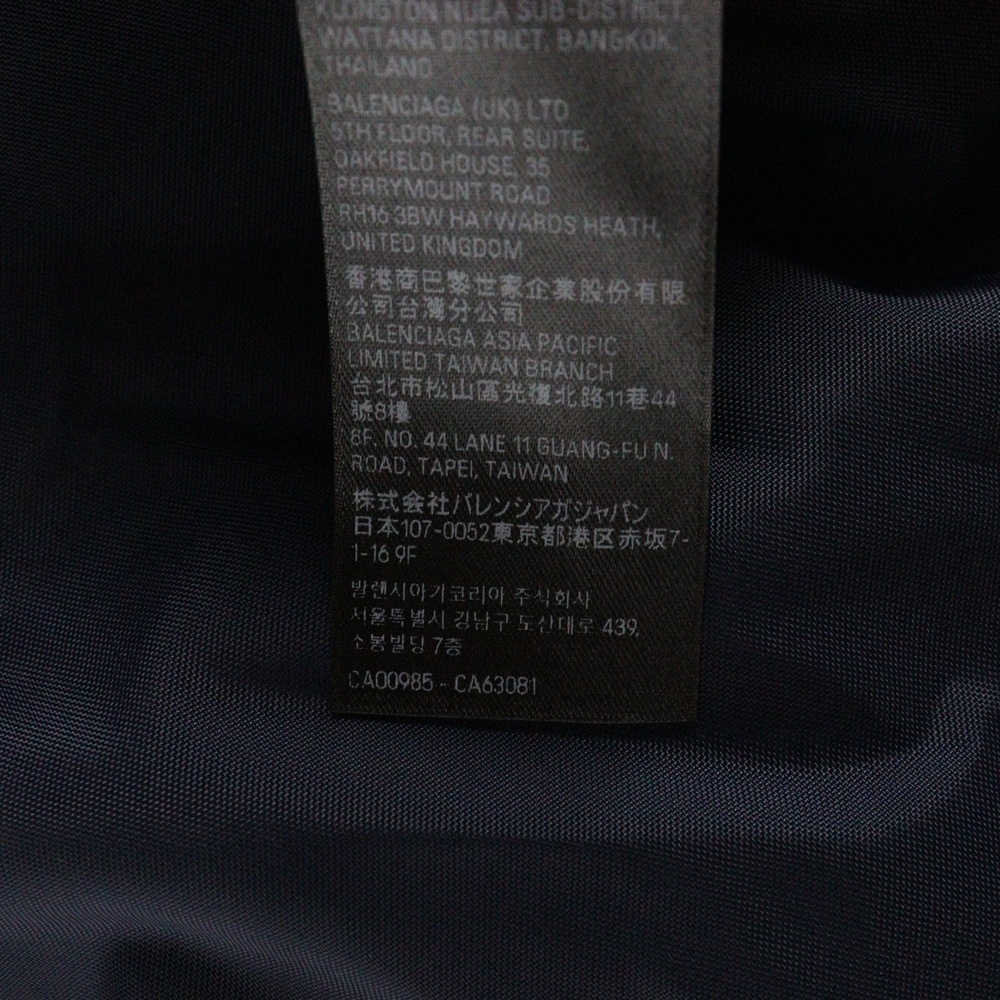 KLONGTON NUEA SUB-DISTRICT,
WATTANA DISTRICT, BANGKOK,
THAILAND
BALENCIAGA (UK) LTD
5TH FLOOR, REAR SUITE,
OAKFIELD HOUSE, 35
PERRYMOUNT ROAD
RH16 3BW HAYWARDS HEATH,
UNITED KINGDOM
香港商巴黎世家企業股份有限
公司台灣分公司
BALENCIAGA ASIA PACIFIC
LIMITED TAIWAN BRANCH
台北市松山區光復北路11巷44
號8樓
8F, NO. 44 LANE 11 GUANG-FU N.
ROAD, TAPEI, TAIWAN
株式会社バレンシアガジャパン
日本107-0052東京都港区赤坂7-
1-16 9F
발렌시아가코리아 주식회사
서울특별시 강남구 도산대로 439,
소봉빌딩 7층
CA00985 - CA63081